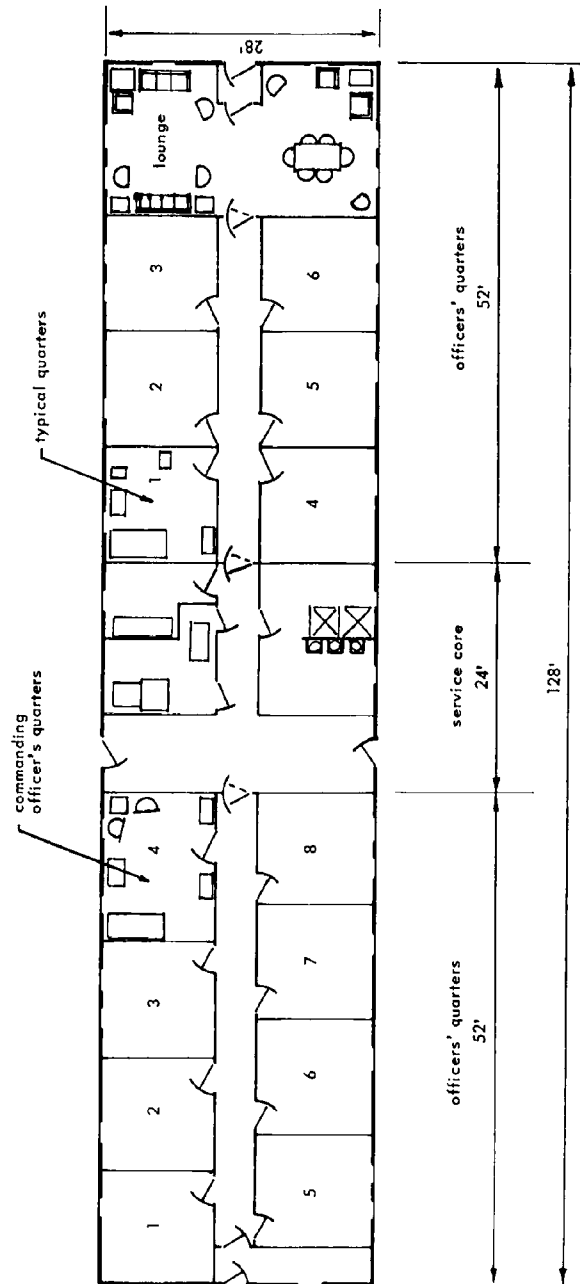 commanding
officer's quarters
typical quarters
1
2
3
4
1
2
3
lounge
28'
5
6
7
8
4
5
6
officers' quarters
52'
service core
24'
officers' quarters
52'
128'